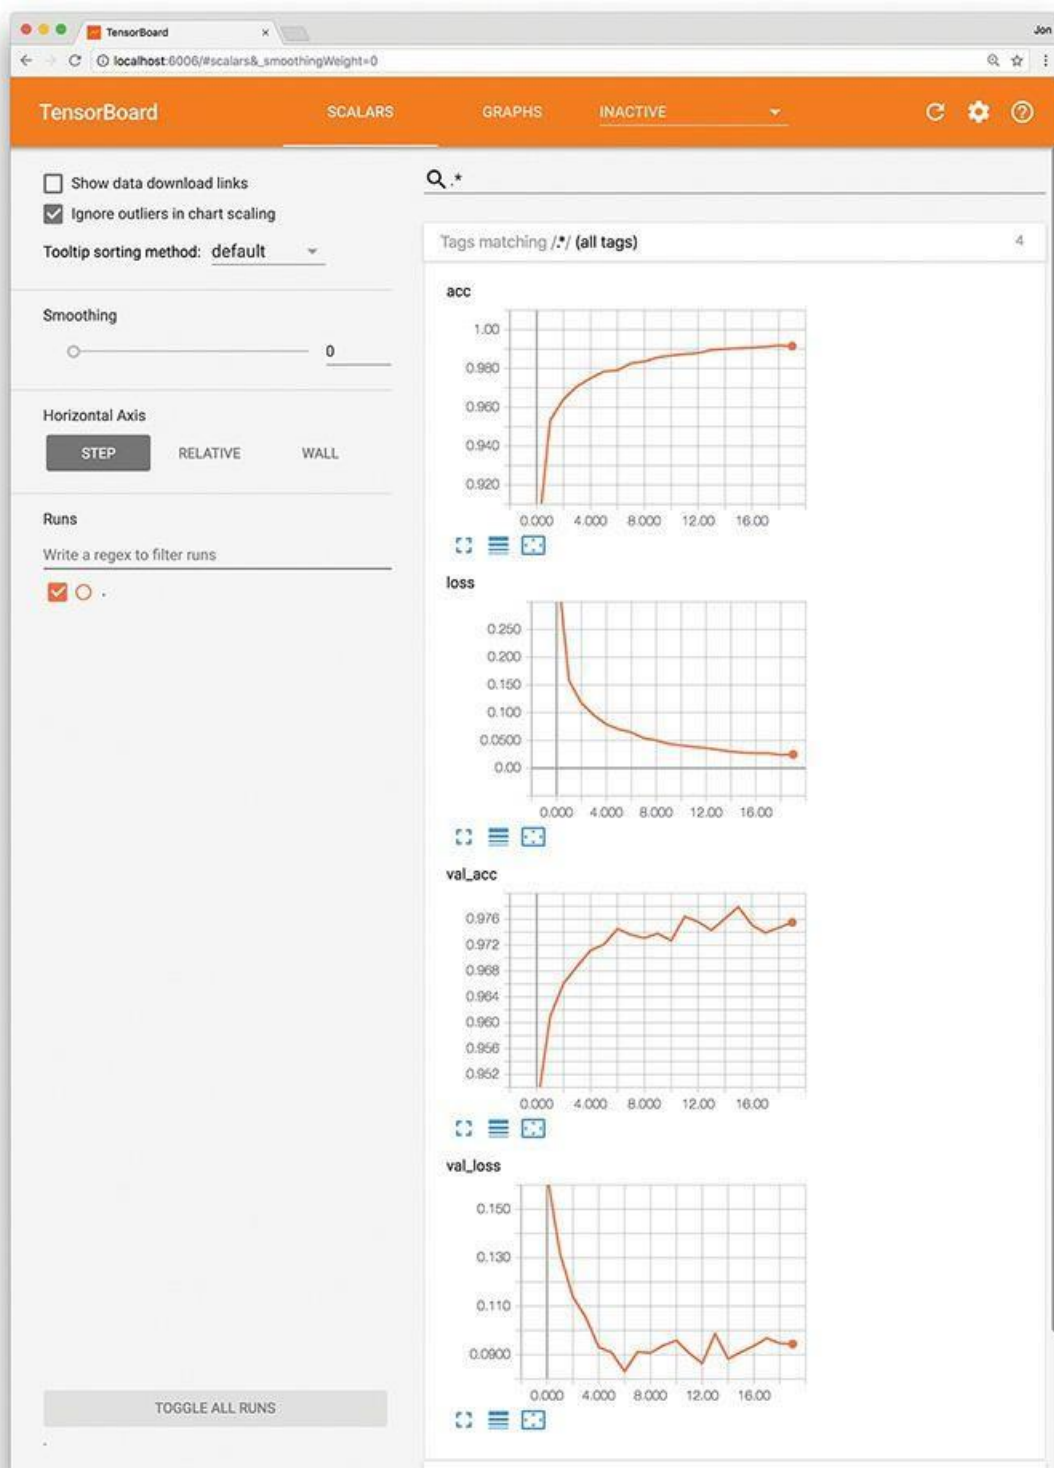 TensorBoard
Jon
localhost:6006/#scalars&_smoothingWeight=0
TensorBoard SCALARS GRAPHS INACTIVE
Show data download links
Ignore outliers in chart scaling
Tooltip sorting method: default
Smoothing
0
Horizontal Axis
STEP RELATIVE WALL
Runs
Write a regex to filter runs
.
TOGGLE ALL RUNS
.
.*
Tags matching /.*/ (all tags) 4
acc
1.00
0.980
0.960
0.940
0.920
0.000 4.000 8.000 12.00 16.00
loss
0.250
0.200
0.150
0.100
0.0500
0.00
0.000 4.000 8.000 12.00 16.00
val_acc
0.976
0.972
0.968
0.964
0.960
0.956
0.952
0.000 4.000 8.000 12.00 16.00
val_loss
0.150
0.130
0.110
0.0900
0.000 4.000 8.000 12.00 16.00